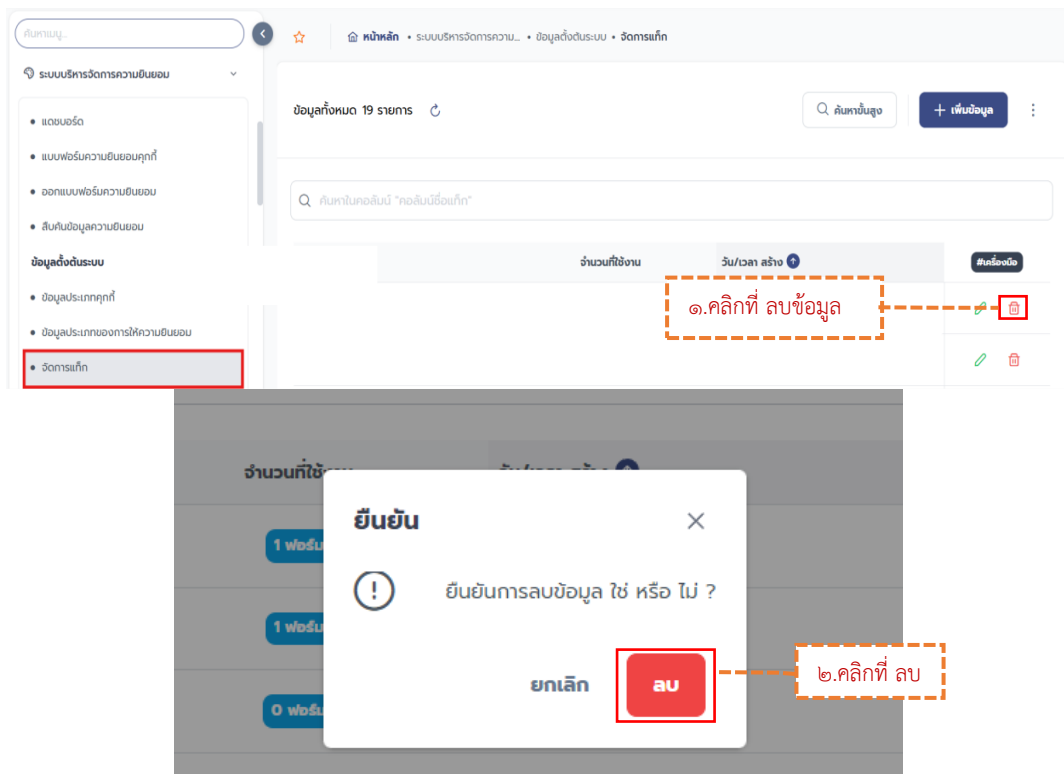 ค้นหาเมนู..
หน้าหลัก • ระบบบริหารจัดการความ... • ข้อมูลตั้งต้นระบบ • จัดการแท็ก
ระบบบริหารจัดการความยินยอม
ข้อมูลทั้งหมด 19 รายการ
ค้นหาขั้นสูง
+ เพิ่มข้อมูล
• แดชบอร์ด
• แบบฟอร์มความยินยอมคุกกี้
• ออกแบบฟอร์มความยินยอม
ค้นหาในคอลัมน์ "คอลัมน์ชื่อแท็ก"
• สืบค้นข้อมูลความยินยอม
ข้อมูลตั้งต้นระบบ
จำนวนที่ใช้งาน
วัน/เวลา สร้าง
#เครื่องมือ
• ข้อมูลประเภทคุกกี้
๑.คลิกที่ ลบข้อมูล
• ข้อมูลประเภทของการให้ความยินยอม
• จัดการแท็ก
จำนวนที่ใช้
ยืนยัน
1 ฟอร์ม
ยืนยันการลบข้อมูล ใช่ หรือ ไม่ ?
1 ฟอร์ม
ยกเลิก
ลบ
๒.คลิกที่ ลบ
0 ฟอร์ม